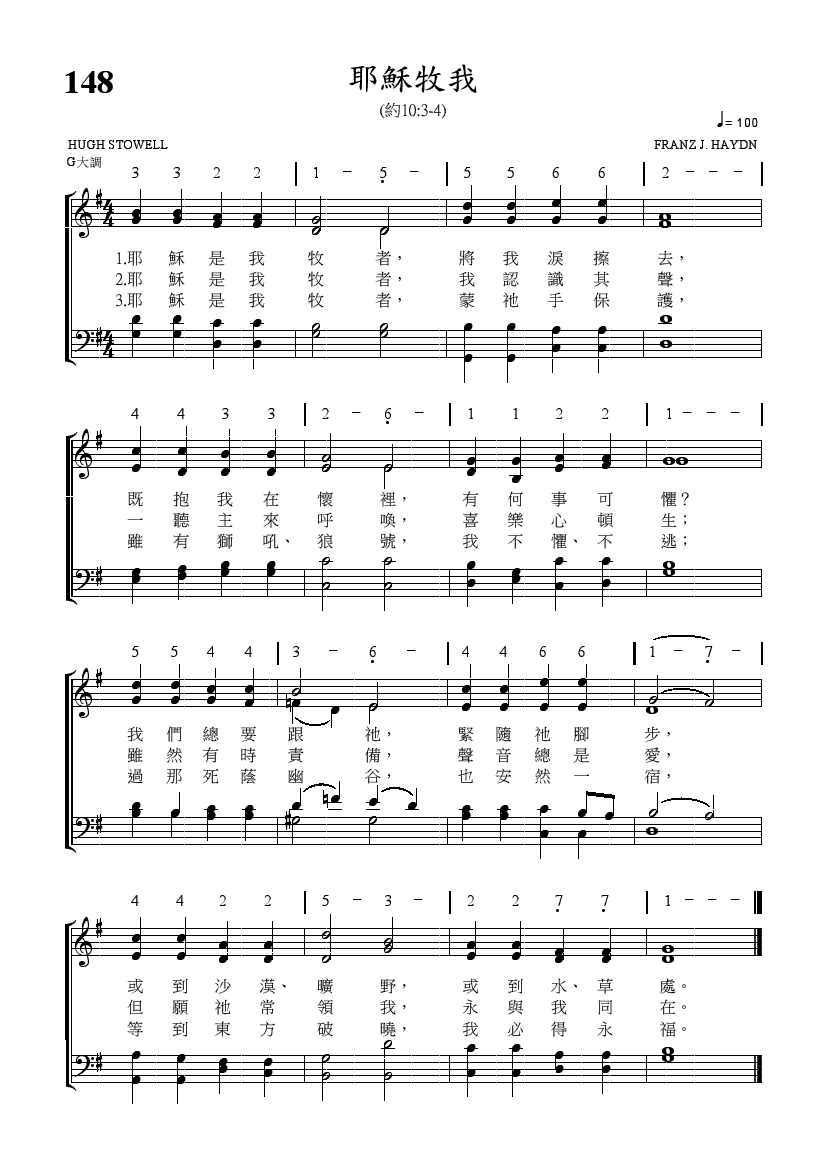 148
耶穌牧我
(約10:3-4)
♩= 100
HUGH STOWELL
FRANZ J. HAYDN
G大調
3 3 2 2 | 1 − 5̣ − | 5 5 6 6 | 2 − − − |
4
4
1.耶 穌 是 我 牧 者， 將 我 淚 擦 去，
2.耶 穌 是 我 牧 者， 我 認 識 其 聲，
3.耶 穌 是 我 牧 者， 蒙 祂 手 保 護，
4
4
4 4 3 3 | 2 − 6̣ − | 1 1 2 2 | 1 − − − |
既 抱 我 在 懷 裡， 有 何 事 可 懼？
一 聽 主 來 呼 喚， 喜 樂 心 頓 生；
雖 有 獅 吼、 狼 號， 我 不 懼、 不 逃；
5 5 4 4 | 3 − 6̣ − | 4 4 6 6 | 1 − 7̣ − |
我 們 總 要 跟 祂， 緊 隨 祂 腳 步，
雖 然 有 時 責 備， 聲 音 總 是 愛，
過 那 死 蔭 幽 谷， 也 安 然 一 宿，
4 4 2 2 | 5 − 3 − | 2 2 7̣ 7̣ | 1 − − − ‖
或 到 沙 漠、 曠 野， 或 到 水、 草 處。
但 願 祂 常 領 我， 永 與 我 同 在。
等 到 東 方 破 曉， 我 必 得 永 福。